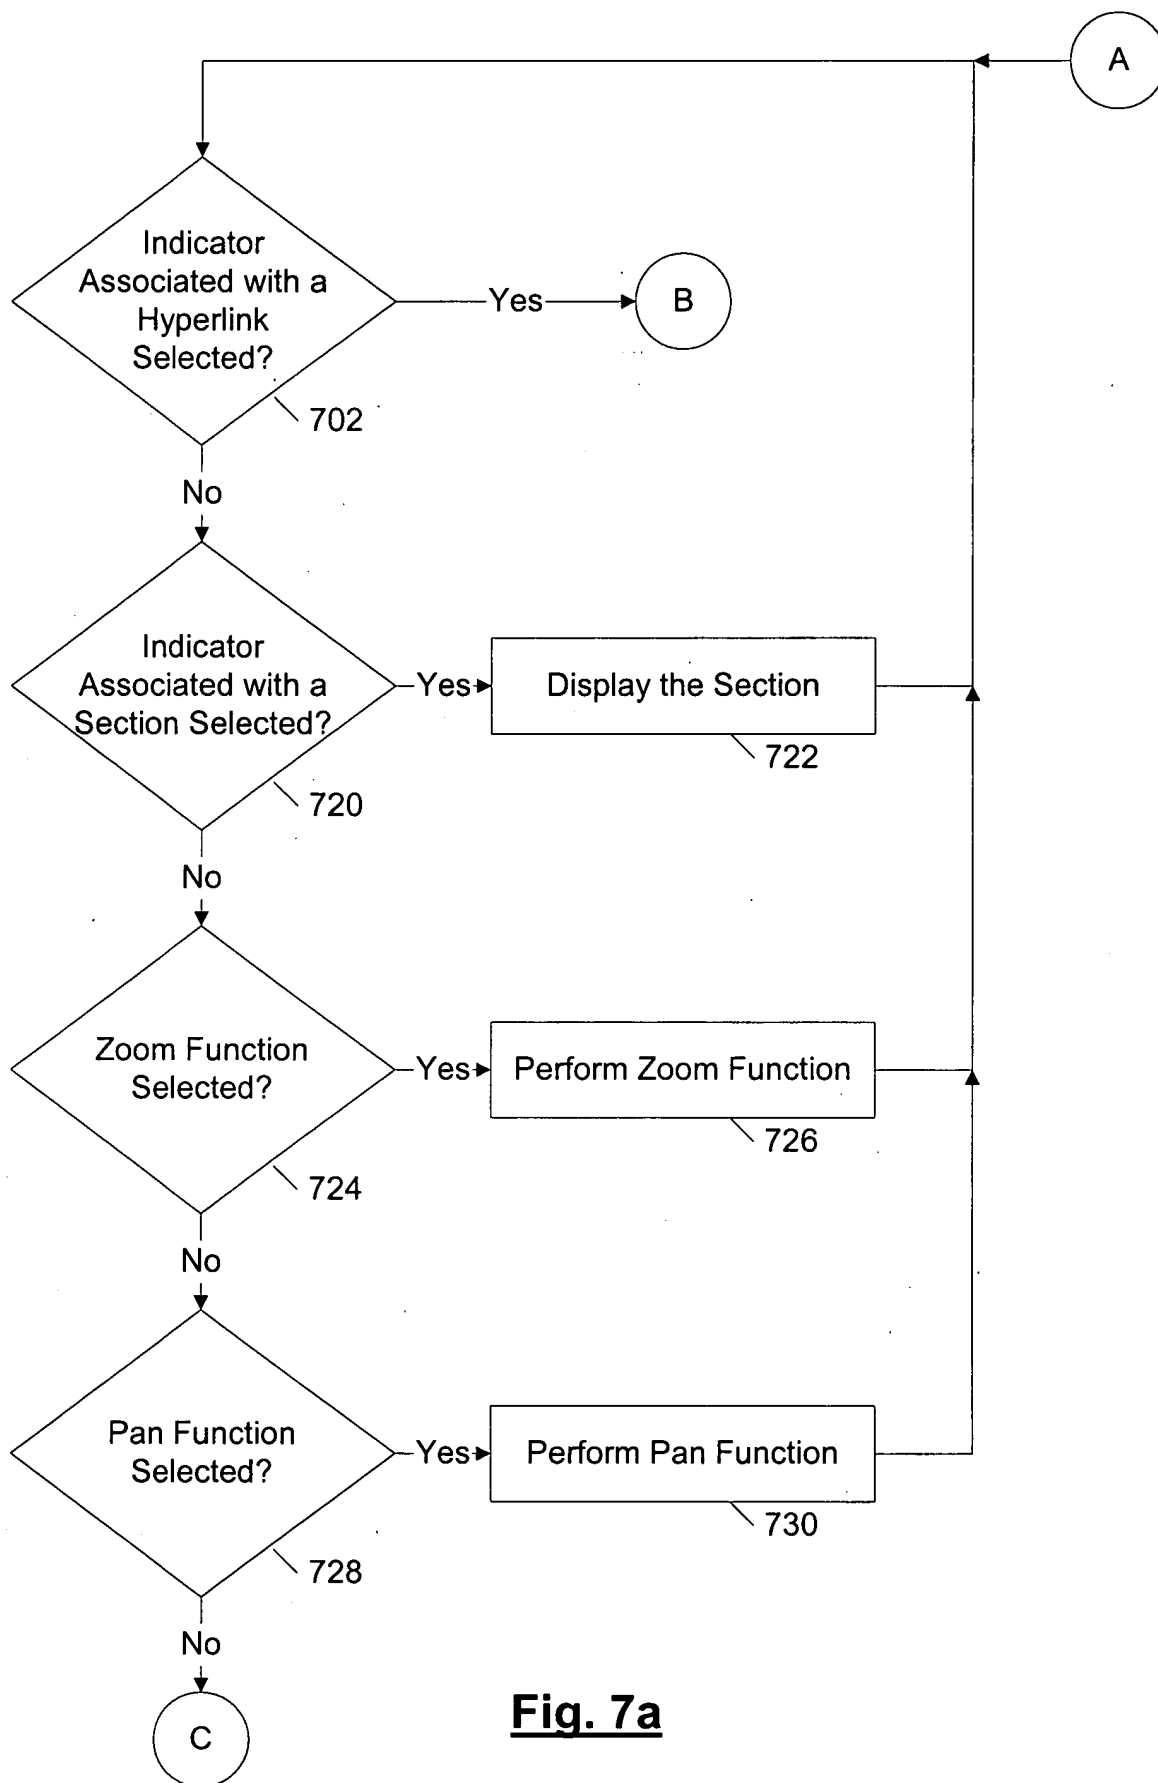 A
Indicator
Associated with a
Hyperlink
Selected?
Yes
B
702
No
Indicator
Associated with a
Section Selected?
Yes
Display the Section
722
720
No
Zoom Function
Selected?
Yes
Perform Zoom Function
726
724
No
Pan Function
Selected?
Yes
Perform Pan Function
730
728
No
C
Fig. 7a